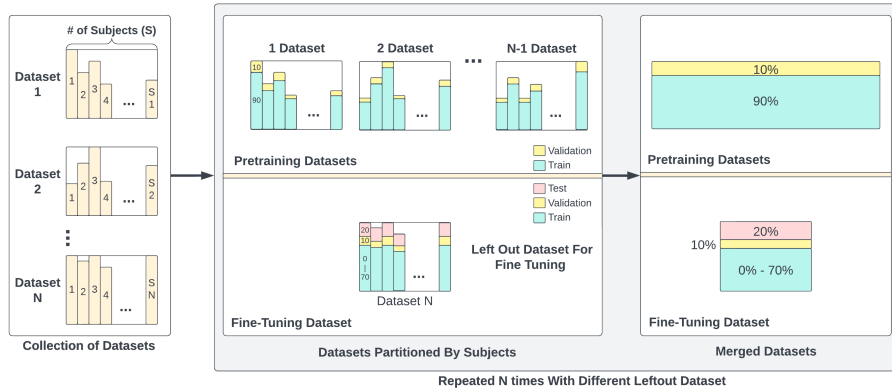 # of Subjects (S)
Dataset
1
1
2
3
4
...
S
1
Dataset
2
1
2
3
4
...
S
2
Dataset
N
1
2
3
4
...
S
N
Collection of Datasets
1 Dataset
2 Dataset
...
N-1 Dataset
10
90
...
...
...
Pretraining Datasets
Validation
Train
Test
Validation
Train
20
10
0
|
70
...
Dataset N
Left Out Dataset For
Fine Tuning
Fine-Tuning Dataset
Datasets Partitioned By Subjects
10%
90%
Pretraining Datasets
20%
10%
0% - 70%
Fine-Tuning Dataset
Merged Datasets
Repeated N times With Different Leftout Dataset